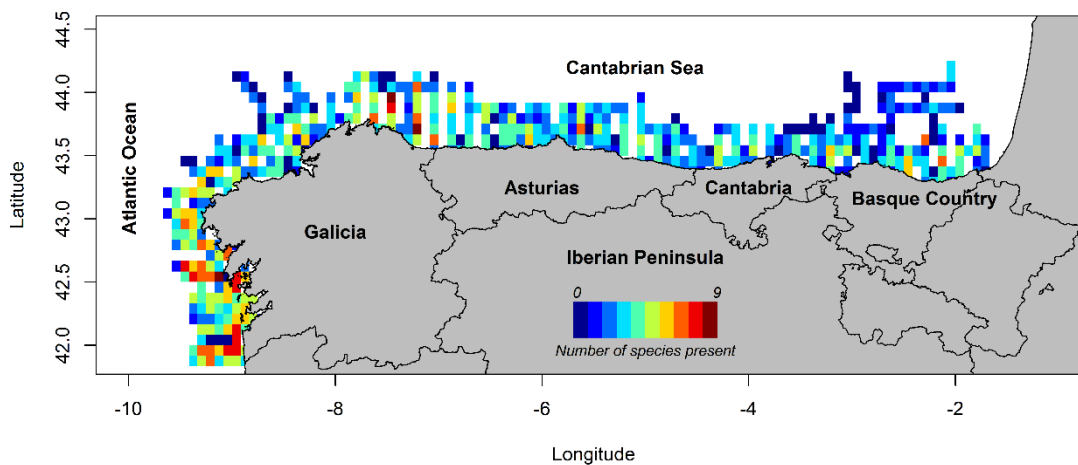 44.5
44.0
43.5
43.0
42.5
42.0
Latitude
Atlantic Ocean
Cantabrian Sea
Asturias
Cantabria
Basque Country
Galicia
Iberian Peninsula
0 9
Number of species present
-10 -8 -6 -4 -2
Longitude